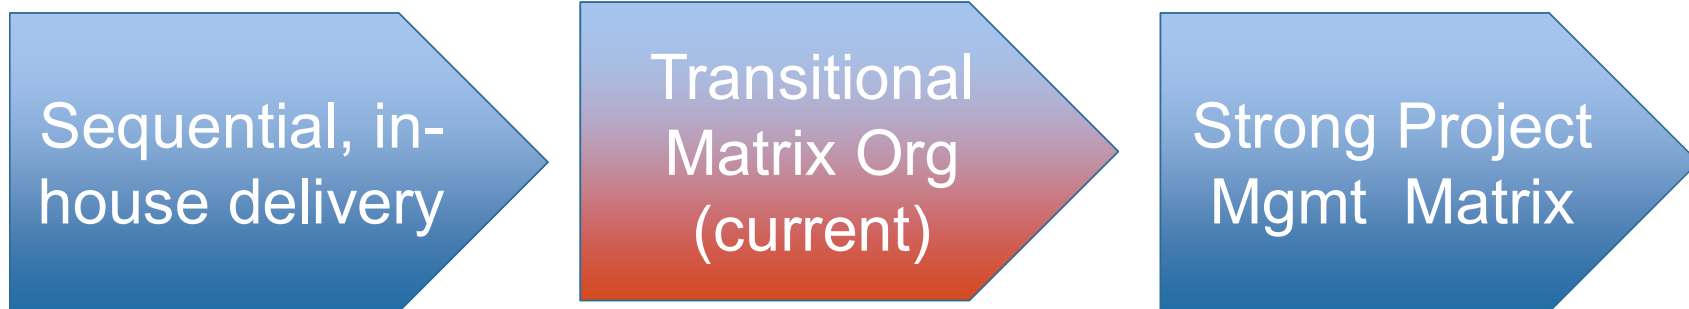 Sequential, in-
house delivery
Transitional
Matrix Org
(current)
Strong Project
Mgmt  Matrix